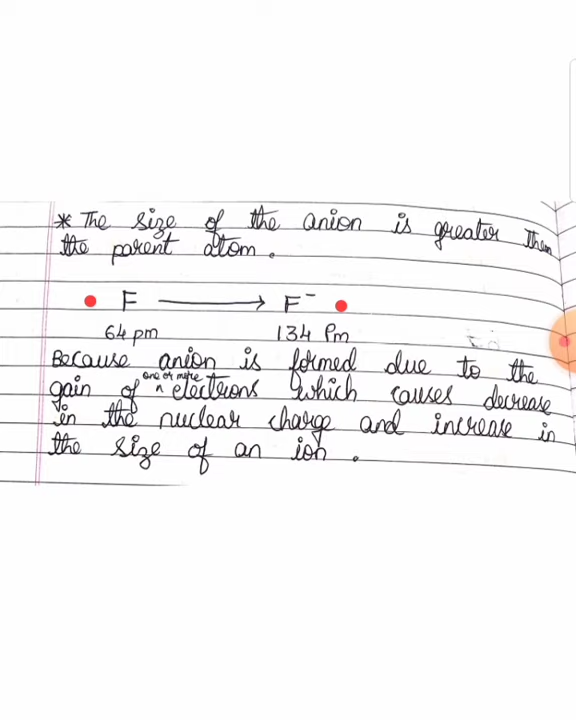 * The size of the anion is greater than
the parent atom.
F ⟶ F⁻
64 pm 134 Pm
Because anion is formed due to the
gain of one or more electrons which causes decrease
in the nuclear charge and increase in
the size of an ion.